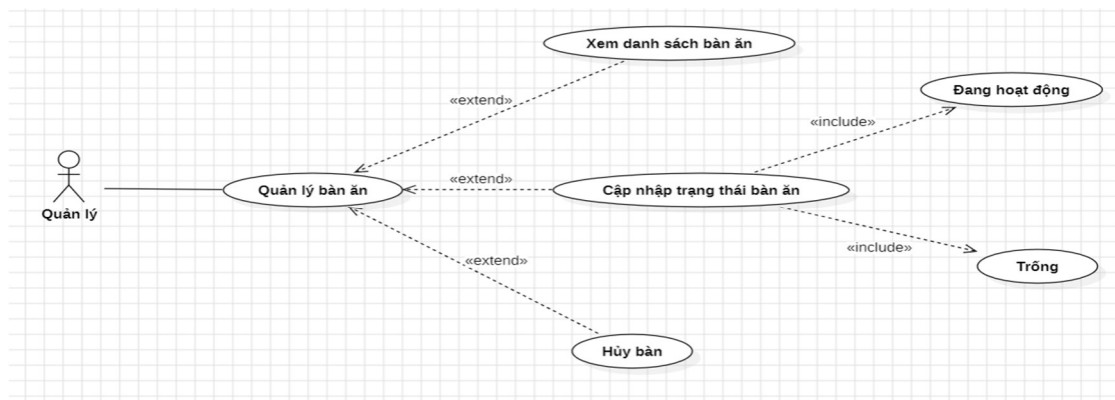 Xem danh sách bàn ăn
Đang hoạt động
«extend»
«include»
Quản lý bàn ăn
«extend»
Cập nhập trạng thái bàn ăn
Quản lý
«include»
«extend»
Trống
Hủy bàn